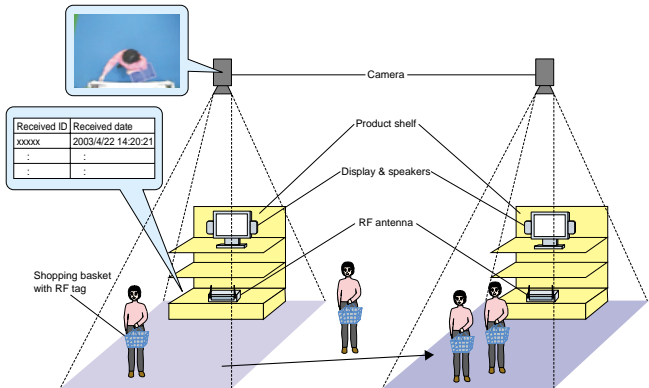 Camera
Received ID Received date
xxxxx 2003/4/22 14:20:21
: :
: :
Product shelf
Display & speakers
RF antenna
Shopping basket
with RF tag